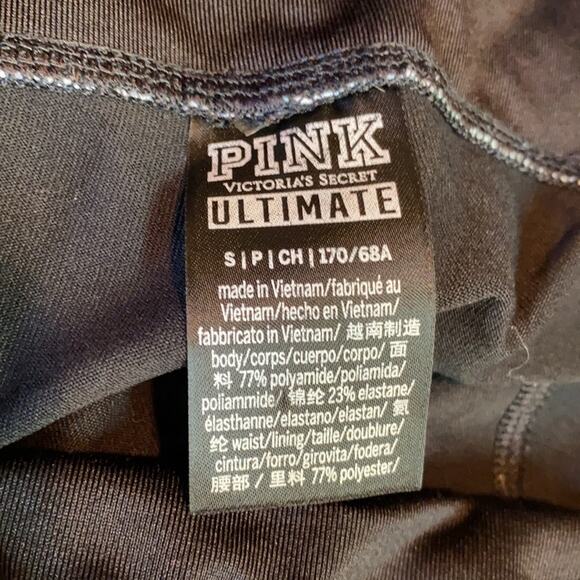 PINK
VICTORIA'S SECRET
ULTIMATE
S | P | CH | 170/68A
made in Vietnam/fabriqué au
Vietnam/hecho en Vietnam/
fabbricato in Vietnam/ 越南制造
body/corps/cuerpo/corpo/ 面
料 77% polyamide/poliamida/
poliammide/ 锦纶 23% elastane/
élasthanne/elastano/elastan/ 氨
纶 waist/lining/taille/doublure/
cintura/forro/girovita/fodera/
腰部 / 里料 77% polyester/